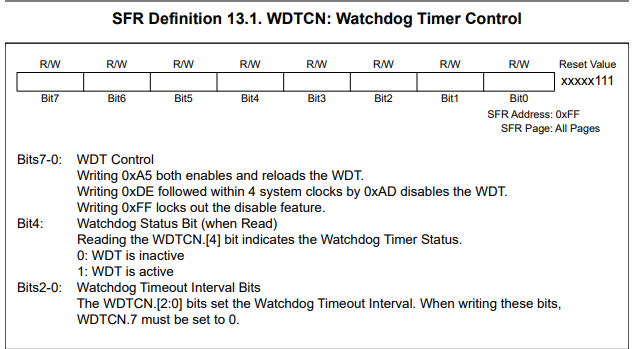 SFR Definition 13.1. WDTCN: Watchdog Timer Control
R/W R/W R/W R/W R/W R/W R/W R/W Reset Value
xxxxx111
Bit7 Bit6 Bit5 Bit4 Bit3 Bit2 Bit1 Bit0
SFR Address: 0xFF
SFR Page: All Pages
Bits7-0: WDT Control
Writing 0xA5 both enables and reloads the WDT.
Writing 0xDE followed within 4 system clocks by 0xAD disables the WDT.
Writing 0xFF locks out the disable feature.
Bit4: Watchdog Status Bit (when Read)
Reading the WDTCN.[4] bit indicates the Watchdog Timer Status.
0: WDT is inactive
1: WDT is active
Bits2-0: Watchdog Timeout Interval Bits
The WDTCN.[2:0] bits set the Watchdog Timeout Interval. When writing these bits,
WDTCN.7 must be set to 0.